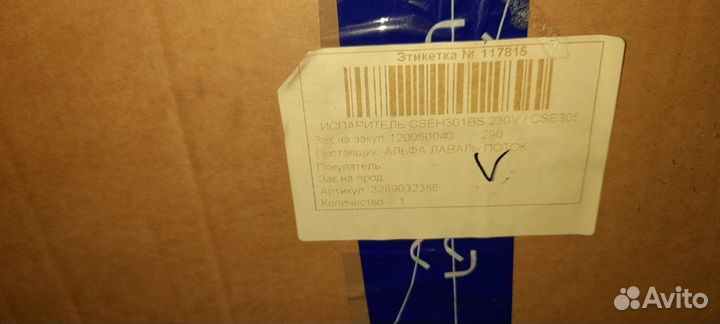 Этикетка № 117815
ИСПАРИТЕЛЬ CSEH301BS 230V / CSE305
Зак на закуп. 120050040 - 290
Поставщик: АЛЬФА ЛАВАЛЬ ПОТОК
Покупатель:
Зак на прод
Артикул: 3289032388
Количество: 1
V
Avito